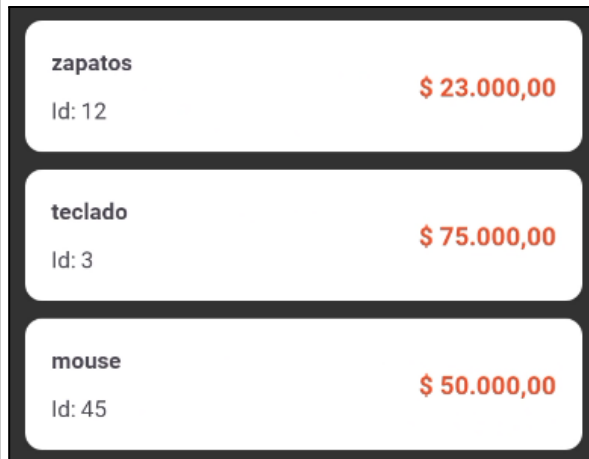 zapatos
$ 23.000,00
Id: 12
teclado
$ 75.000,00
Id: 3
mouse
$ 50.000,00
Id: 45